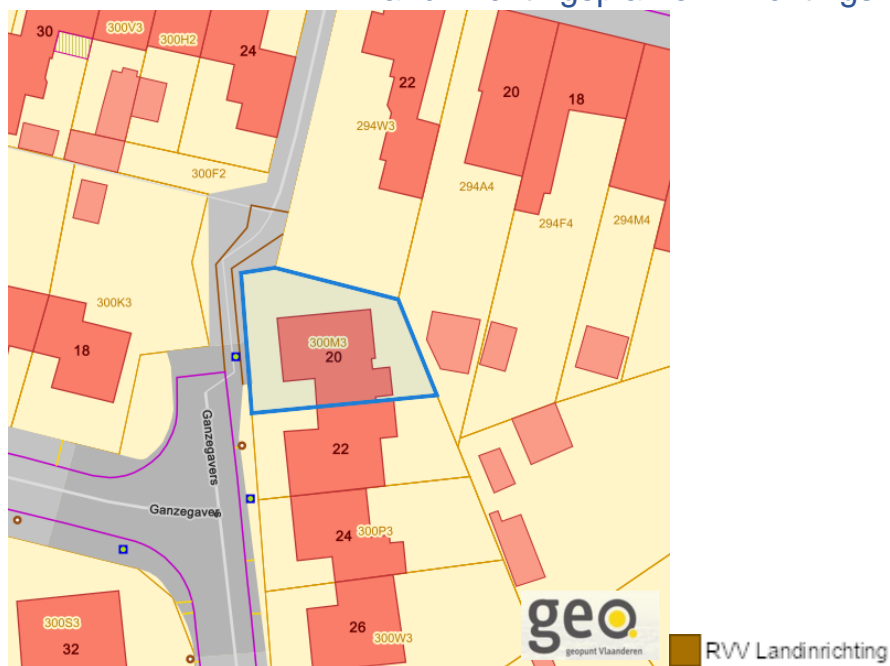 300V3
30
300H2
24
22
20
18
294W3
300F2
294A4
294F4
294M4
300K3
18
300M3
20
Ganzegavers
22
Ganzegavers
24
300P3
26
300W3
300S3
32
geo.
geopunt Vlaanderen
RVV Landinrichting